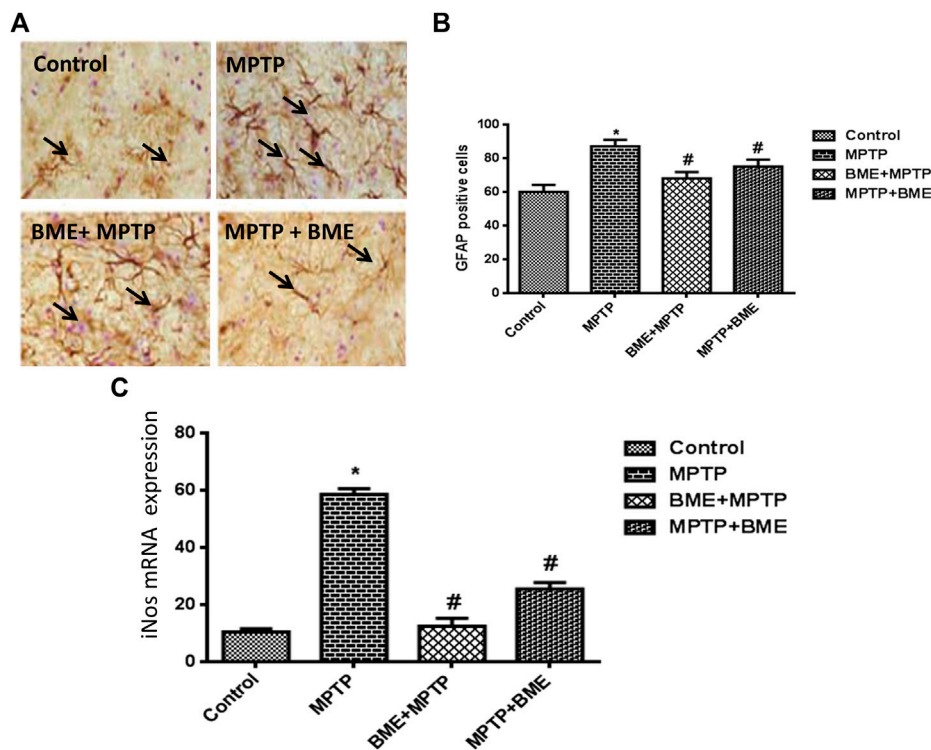 A
Control
MPTP
BME+ MPTP
MPTP + BME
B
GFAP positive cells
100
80
60
40
20
0
*
#
#
Control
MPTP
BME+MPTP
MPTP+BME
Control
MPTP
BME+MPTP
MPTP+BME
C
iNos mRNA expression
80
60
40
20
0
*
#
#
Control
MPTP
BME+MPTP
MPTP+BME
Control
MPTP
BME+MPTP
MPTP+BME